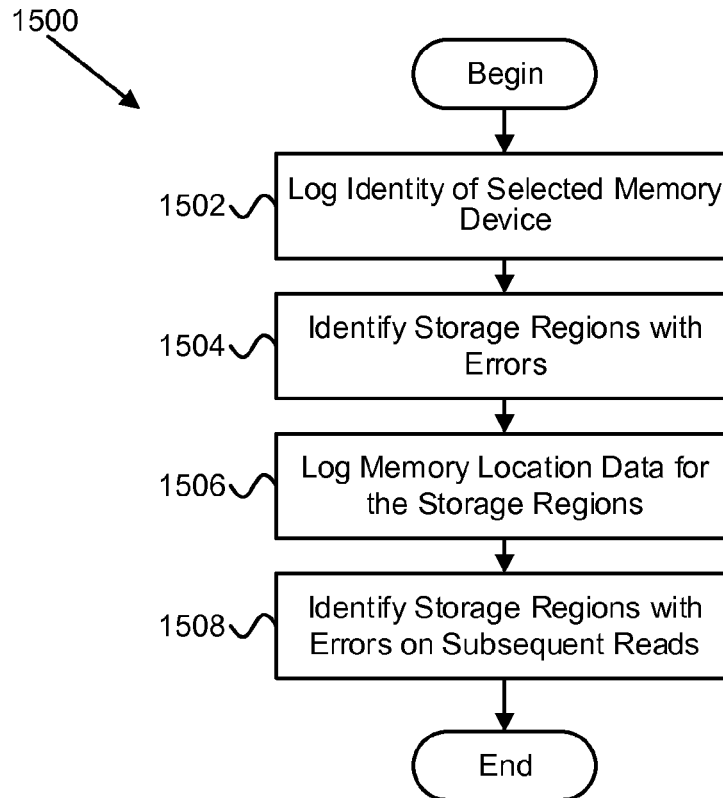 1500
Begin
1502
Log Identity of Selected Memory
Device
1504
Identify Storage Regions with
Errors
1506
Log Memory Location Data for
the Storage Regions
1508
Identify Storage Regions with
Errors on Subsequent Reads
End